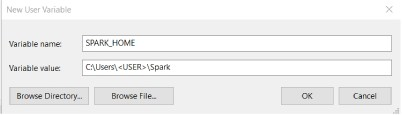 New User Variable
Variable name: SPARK_HOME
Variable value: C:\Users\<USER>\Spark
Browse Directory... Browse File... OK Cancel